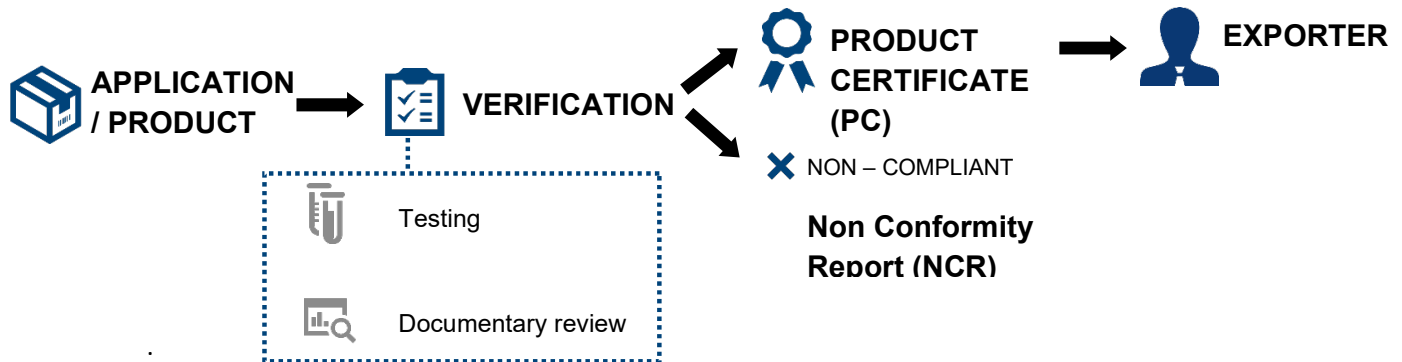 APPLICATION
/ PRODUCT
VERIFICATION
PRODUCT
CERTIFICATE
(PC)
EXPORTER
NON – COMPLIANT
Non Conformity
Report (NCR)
Testing
Documentary review
.